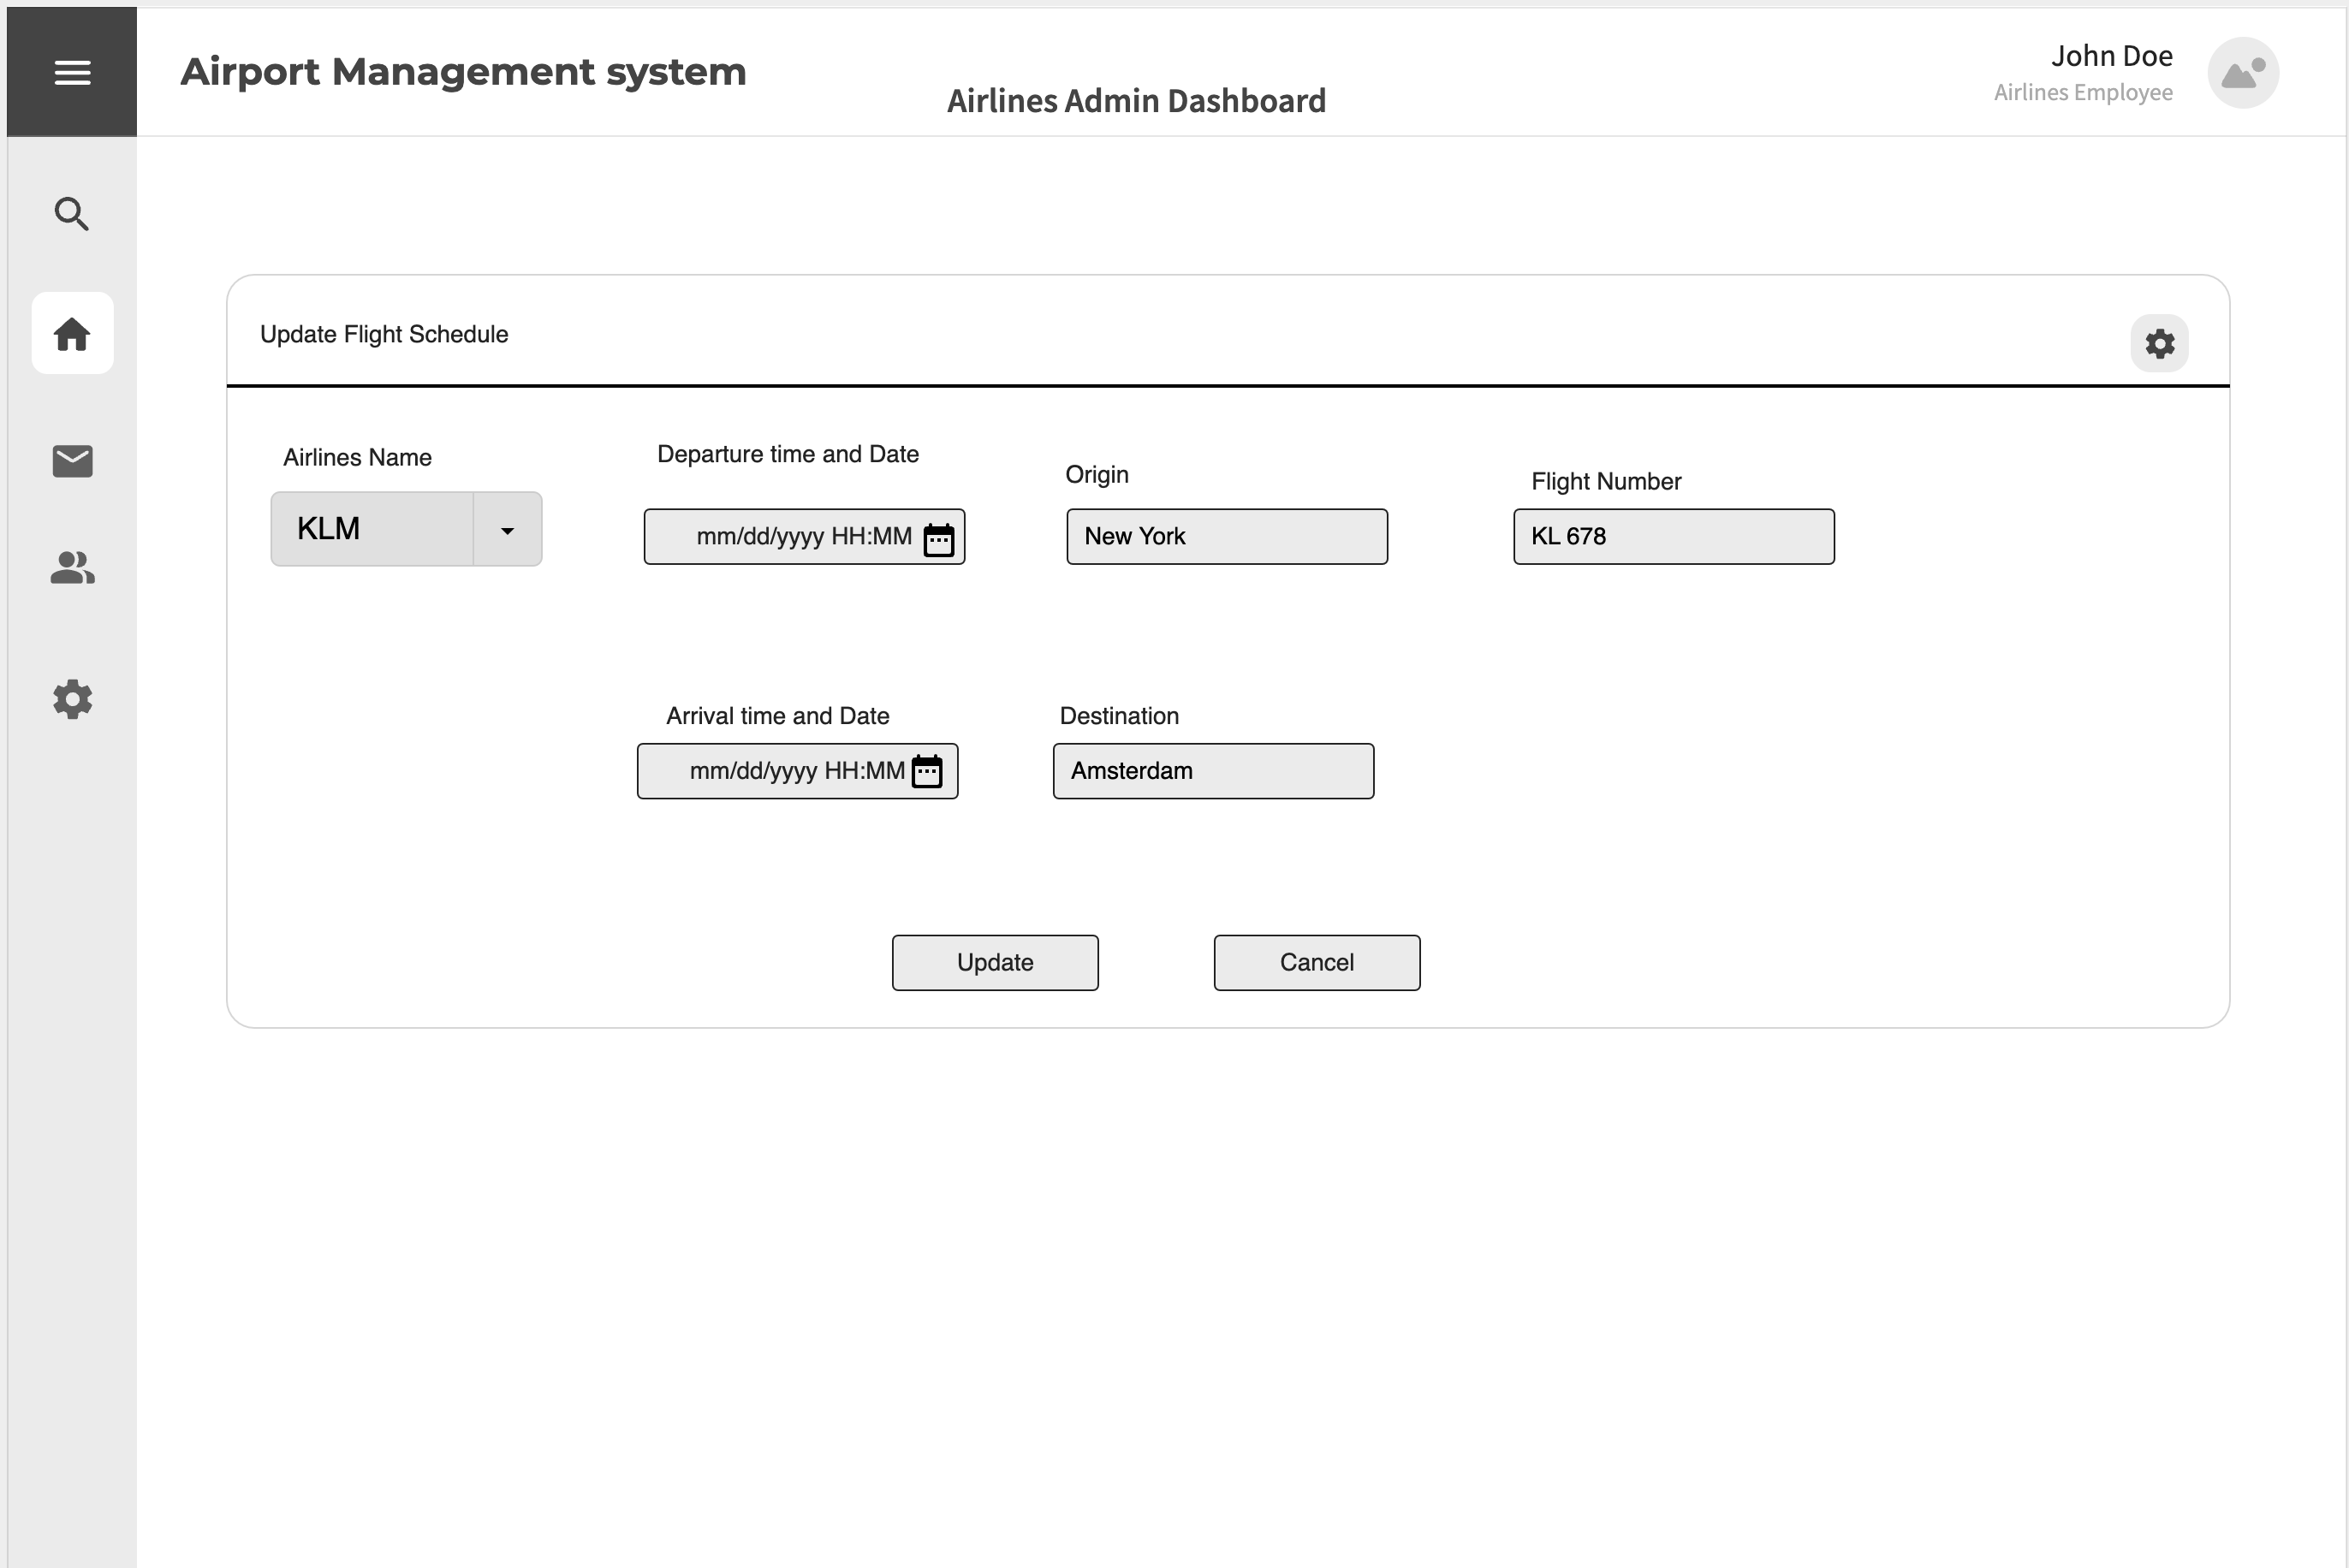 Airport Management system
Airlines Admin Dashboard
John Doe
Airlines Employee
Update Flight Schedule
Airlines Name
KLM
Departure time and Date
mm/dd/yyyy HH:MM
Origin
New York
Flight Number
KL 678
Arrival time and Date
mm/dd/yyyy HH:MM
Destination
Amsterdam
Update
Cancel